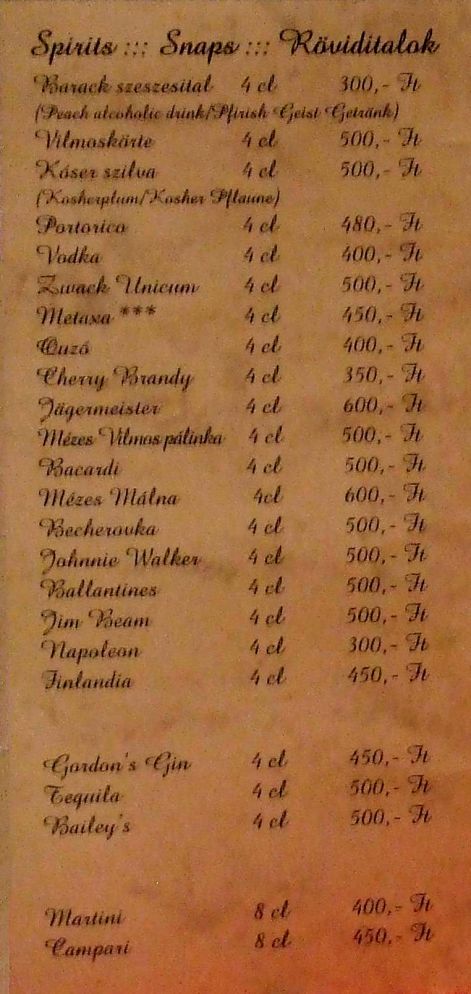 Spirits ::: Snaps ::: Röviditalok
Barack szeszesital 4 cl 300,- Ft
(Peach alcoholic drink/Pfirish Geist Getränk)
Vilmoskörte 4 cl 500,- Ft
Kóser szilva 4 cl 500,- Ft
(Kosherplum/Kosher Pflaune)
Portorico 4 cl 480,- Ft
Vodka 4 cl 400,- Ft
Zwack Unicum 4 cl 500,- Ft
Metaxa *** 4 cl 450,- Ft
Ouzó 4 cl 400,- Ft
Cherry Brandy 4 cl 350,- Ft
Jägermeister 4 cl 600,- Ft
Mézes Vilmos pálinka 4 cl 500,- Ft
Bacardi 4 cl 500,- Ft
Mézes Málna 4cl 600,- Ft
Becherovka 4 cl 500,- Ft
Johnnie Walker 4 cl 500,- Ft
Ballantines 4 cl 500,- Ft
Jim Beam 4 cl 500,- Ft
Napoleon 4 cl 300,- Ft
Finlandia 4 cl 450,- Ft
Gordon's Gin 4 cl 450,- Ft
Tequila 4 cl 500,- Ft
Bailey's 4 cl 500,- Ft
Martini 8 cl 400,- Ft
Campari 8 cl 450,- Ft